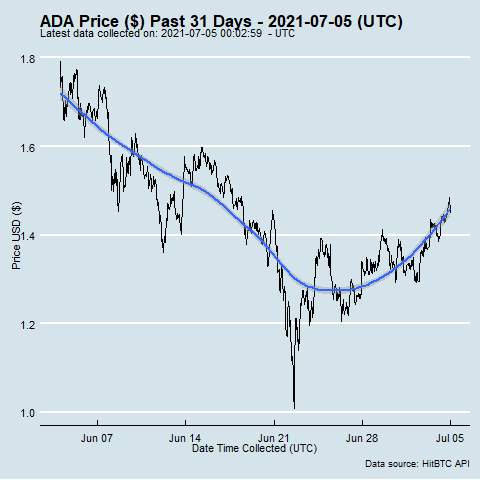 ADA Price ($) Past 31 Days - 2021-07-05 (UTC)
Latest data collected on: 2021-07-05 00:02:59 - UTC
Price USD ($)
1.8
1.6
1.4
1.2
1.0
Jun 07 Jun 14 Jun 21 Jun 28 Jul 05
Date Time Collected (UTC)
Data source: HitBTC API